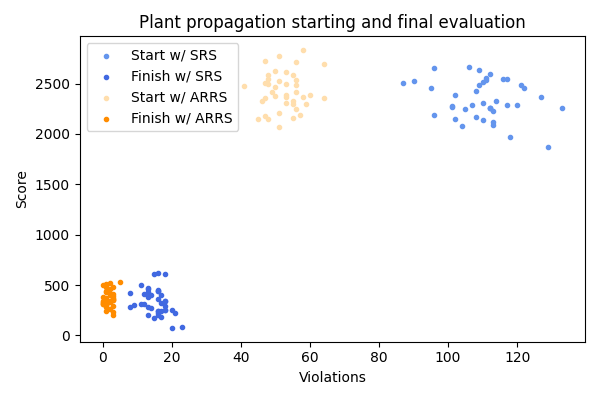 Plant propagation starting and final evaluation
Start w/ SRS
Finish w/ SRS
Start w/ ARRS
Finish w/ ARRS
Score
2500
2000
1500
1000
500
0
0 20 40 60 80 100 120
Violations